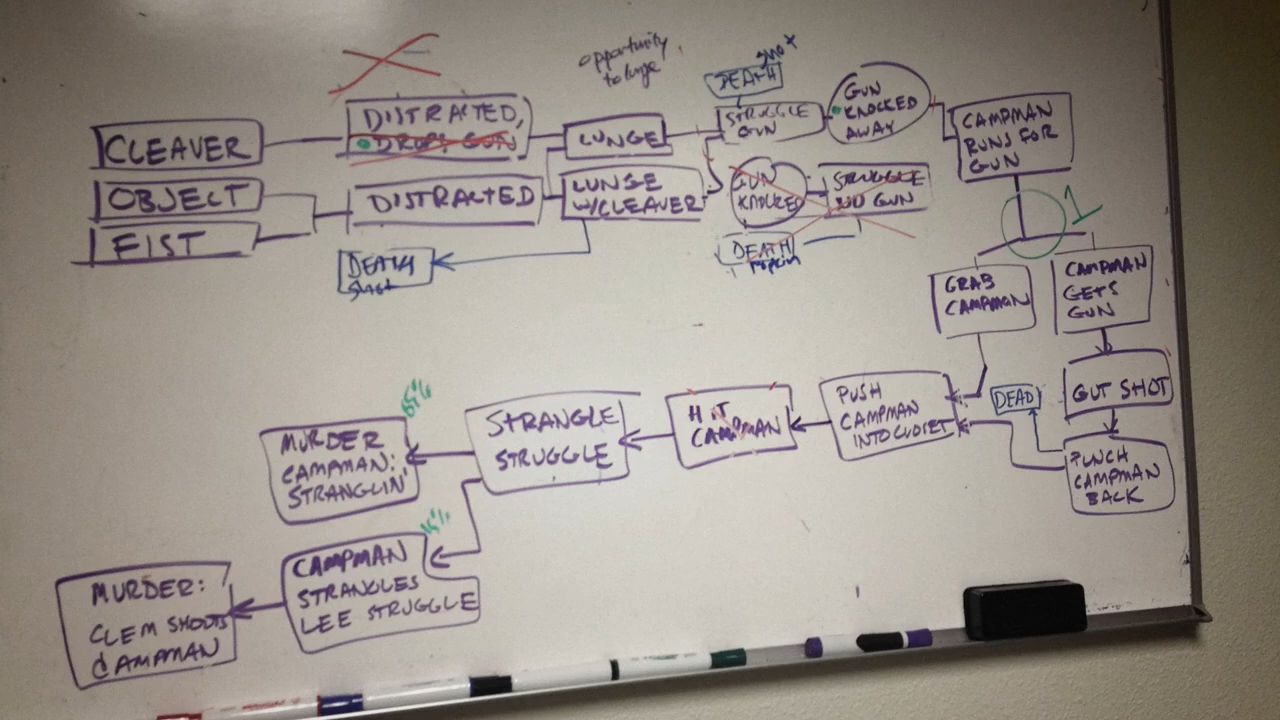 opportunity
to lunge
DEATH
CLEAVER
DISTRACTED,
DROPS GUN
LUNGE
STRUGGLE
GUN
GUN
KNOCKED
AWAY
CAMPMAN
RUNS FOR
GUN
OBJECT
FIST
DISTRACTED
LUNGE
W/CLEAVER
GUN
KNOCKED
STRUGGLE
NO GUN
DEATH
DEATH
1
GRAB
CAMPMAN
CAMPMAN
GETS
GUN
GUT SHOT
DEAD
PUNCH
CAMPMAN
BACK
PUSH
CAMPMAN
INTO CLOSET
HIT
CAMPMAN
STRANGLE
STRUGGLE
MURDER
CAMPMAN:
STRANGLIN'
CAMPMAN
STRANGLES
LEE STRUGGLE
MURDER:
CLEM SHOOTS
CAMPMAN